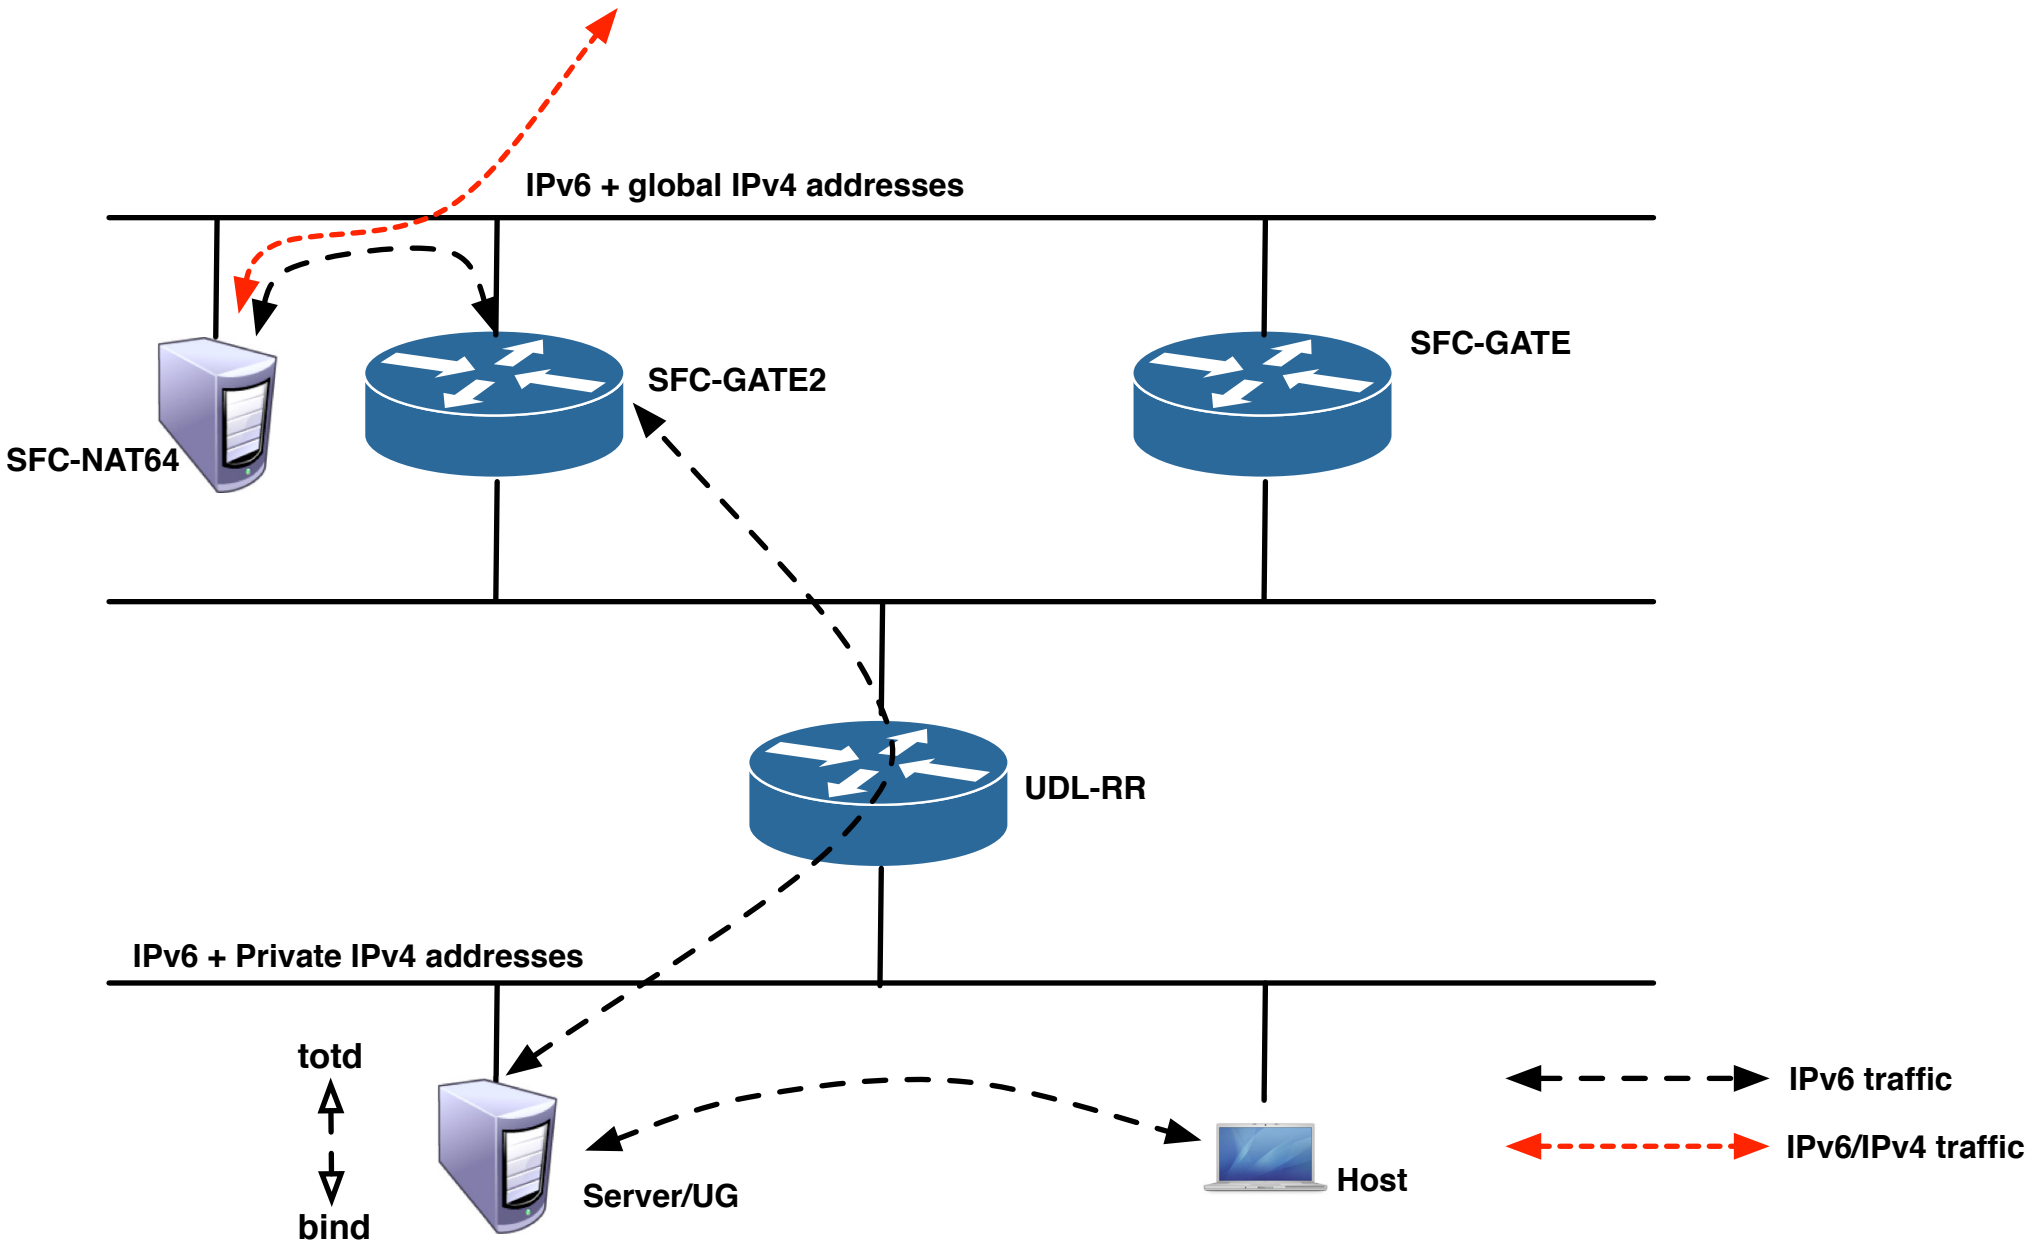 IPv6 + global IPv4 addresses
SFC-GATE
SFC-GATE2
SFC-NAT64
UDL-RR
IPv6 + Private IPv4 addresses
totd
IPv6 traffic
IPv6/IPv4 traffic
Host
Server/UG
bind